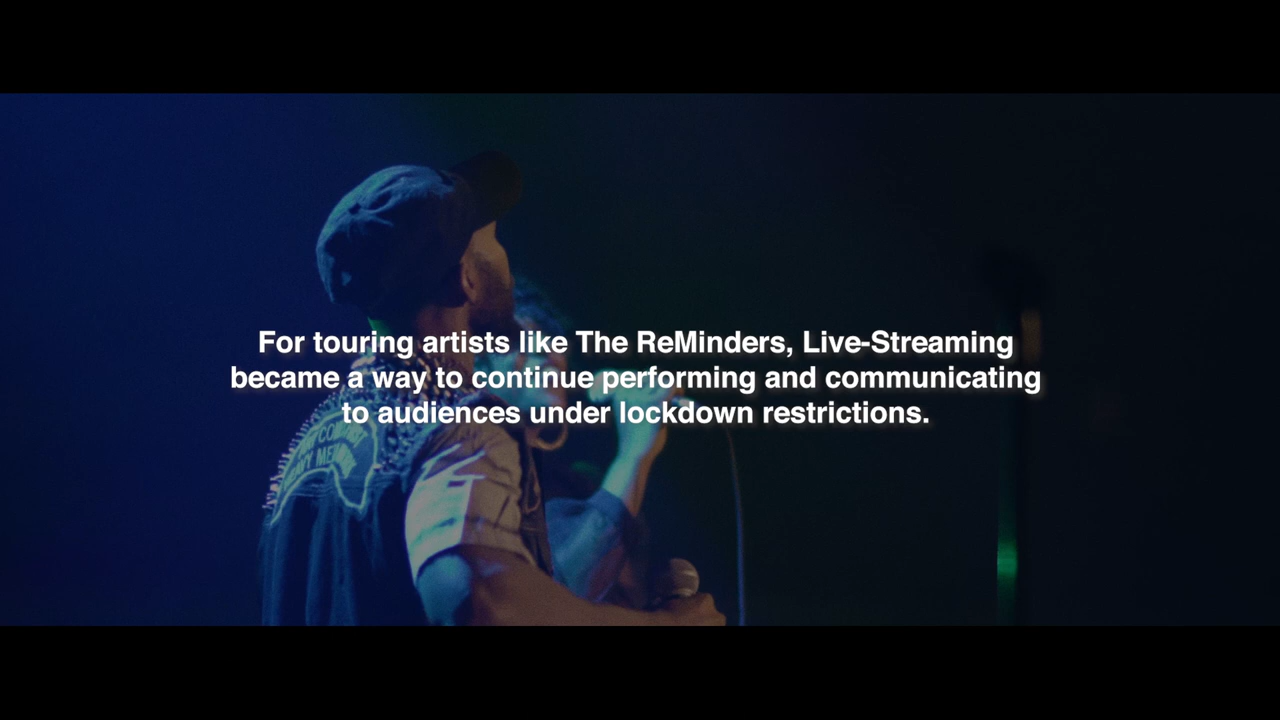 For touring artists like The ReMinders, Live-Streaming
became a way to continue performing and communicating
to audiences under lockdown restrictions.